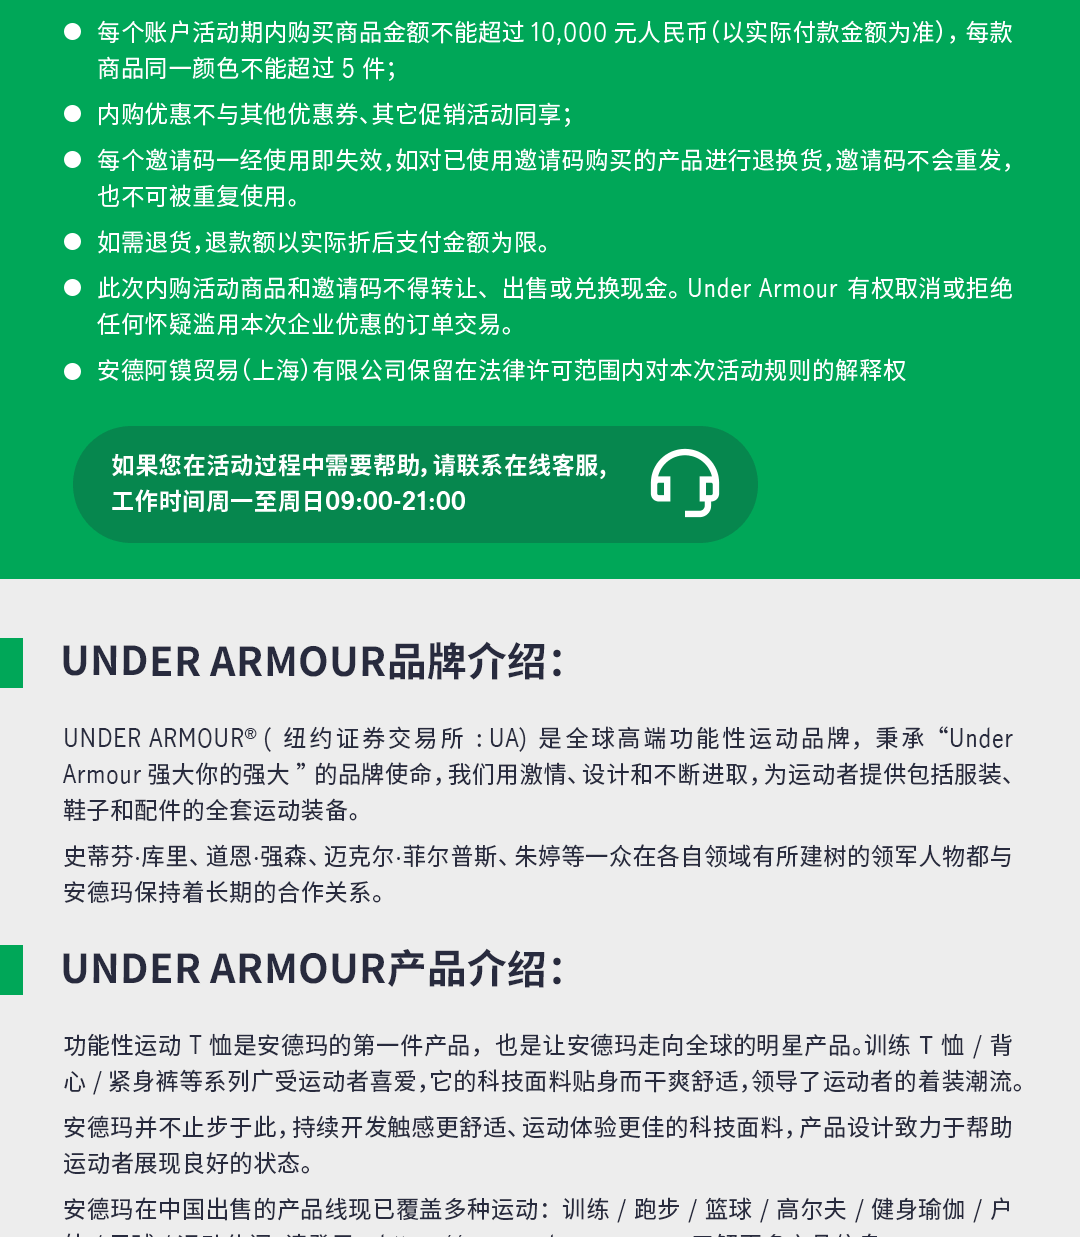 每个账户活动期内购买商品金额不能超过 10,000 元人民币（以实际付款金额为准），每款
商品同一颜色不能超过 5 件；
内购优惠不与其他优惠券、其它促销活动同享；
每个邀请码一经使用即失效，如对已使用邀请码购买的产品进行退换货，邀请码不会重发，
也不可被重复使用。
如需退货，退款额以实际折后支付金额为限。
此次内购活动商品和邀请码不得转让、出售或兑换现金。Under Armour 有权取消或拒绝
任何怀疑滥用本次企业优惠的订单交易。
安德阿镆贸易（上海）有限公司保留在法律许可范围内对本次活动规则的解释权
如果您在活动过程中需要帮助，请联系在线客服，
工作时间周一至周日09:00-21:00
UNDER ARMOUR品牌介绍：
UNDER ARMOUR® ( 纽约证券交易所 : UA) 是全球高端功能性运动品牌，秉承 “Under
Armour 强大你的强大 ” 的品牌使命，我们用激情、设计和不断进取，为运动者提供包括服装、
鞋子和配件的全套运动装备。
史蒂芬·库里、道恩·强森、迈克尔·菲尔普斯、朱婷等一众在各自领域有所建树的领军人物都与
安德玛保持着长期的合作关系。
UNDER ARMOUR产品介绍：
功能性运动 T 恤是安德玛的第一件产品，也是让安德玛走向全球的明星产品。训练 T 恤 / 背
心 / 紧身裤等系列广受运动者喜爱，它的科技面料贴身而干爽舒适，领导了运动者的着装潮流。
安德玛并不止步于此，持续开发触感更舒适、运动体验更佳的科技面料，产品设计致力于帮助
运动者展现良好的状态。
安德玛在中国出售的产品线现已覆盖多种运动：训练 / 跑步 / 篮球 / 高尔夫 / 健身瑜伽 / 户